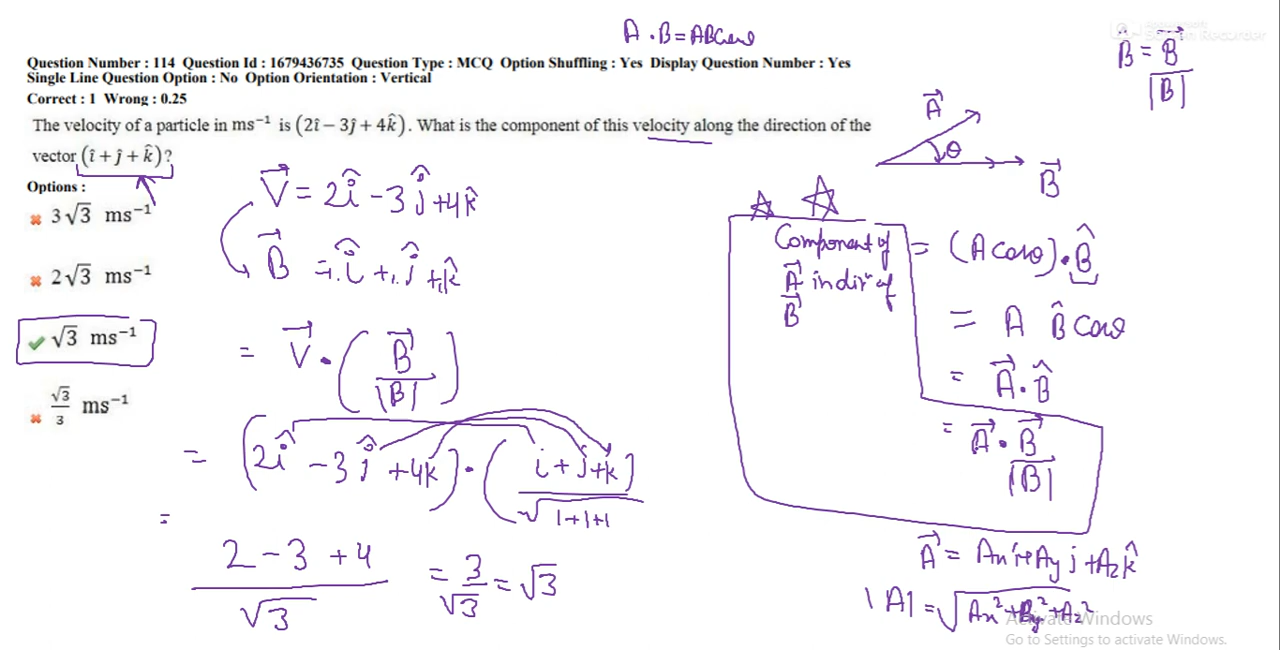 A . B = ABCosθ
Question Number : 114 Question Id : 1679436735 Question Type : MCQ Option Shuffling : Yes Display Question Number : Yes
Single Line Question Option : No Option Orientation : Vertical
Correct : 1 Wrong : 0.25
The velocity of a particle in ms⁻¹ is (2î − 3ĵ + 4k̂). What is the component of this velocity along the direction of the
vector (î + ĵ + k̂)?
Options :
3√3 ms⁻¹
2√3 ms⁻¹
√3 ms⁻¹
√3/3 ms⁻¹
V⃗ = 2î - 3ĵ + 4k̂
B⃗ = 1.î + 1.ĵ + 1k̂
= V⃗ . (B⃗/|B|)
= (2î - 3ĵ + 4k) . (i + j + k/√1+1+1)
=
2 - 3 + 4/√3 = 3/√3 = √3
B̂ = B⃗/|B|
A⃗
θ
B⃗
Component of = (A cosθ) . B̂
A⃗ in dirⁿ of
B⃗
= A B̂ cosθ
= A⃗ . B̂
= A⃗ . B⃗/|B|
A⃗ = Axî + Ay j + Az k̂
|A| = √Ax² + Ay² + Az²
Screen Recorder
Activate Windows
Go to Settings to activate Windows.